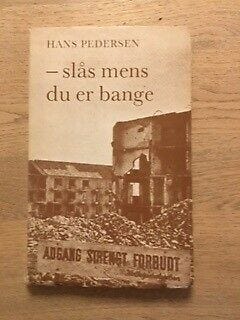 HANS PEDERSEN
– slås mens
du er bange
ADGANG STRENGT FORBUDT